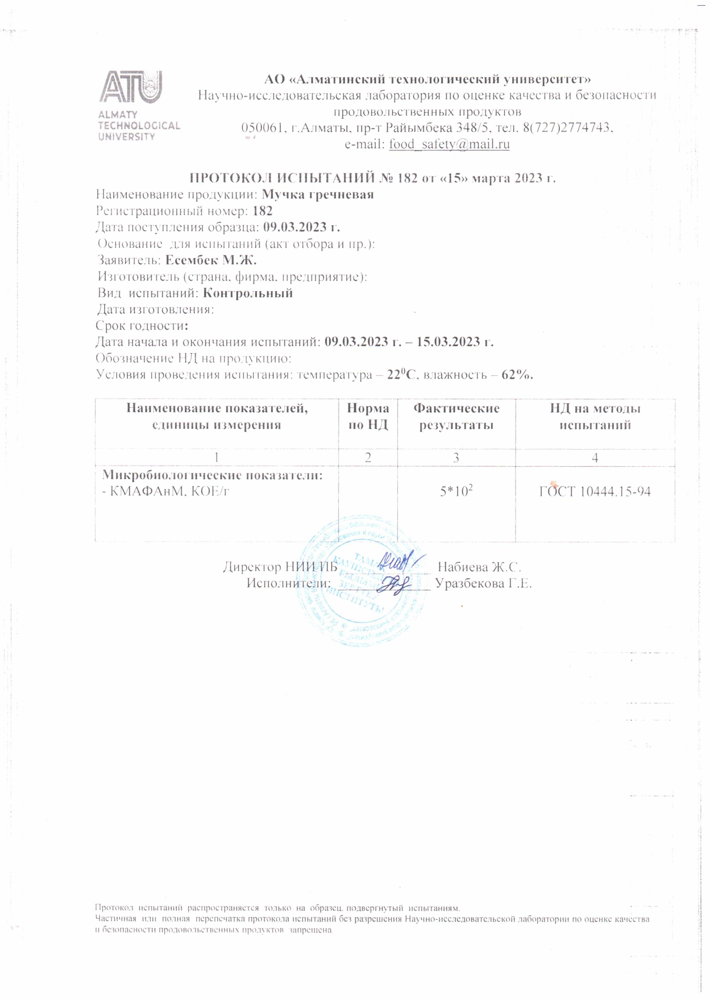 ATU
ALMATY
TECHNOLOGICAL
UNIVERSITY
АО «Алматинский технологический университет»
Научно-исследовательская лаборатория по оценке качества и безопасности
продовольственных продуктов
050061, г.Алматы, пр-т Райымбека 348/5, тел. 8(727)2774743,
e-mail: food_safety@mail.ru
ПРОТОКОЛ ИСПЫТАНИЙ № 182 от «15» марта 2023 г.
Наименование продукции: Мучка гречневая
Регистрационный номер: 182
Дата поступления образца: 09.03.2023 г.
Основание для испытаний (акт отбора и пр.):
Заявитель: Есембек М.Ж.
Изготовитель (страна, фирма, предприятие):
Вид испытаний: Контрольный
Дата изготовления:
Срок годности:
Дата начала и окончания испытаний: 09.03.2023 г. – 15.03.2023 г.
Обозначение НД на продукцию:
Условия проведения испытания: температура – 22⁰С, влажность – 62%.
Наименование показателей,
единицы измерения
Норма
по НД
Фактические
результаты
НД на методы
испытаний
1 2 3 4
Микробиологические показатели:
- КМАФАнМ, КОЕ/г 5*10² ГОСТ 10444.15-94
ТАМАҚ
ҚАУІПСІЗДІГІ
ҒЫЛЫМИ
ЗЕРТТЕУ
ИНСТИТУТЫ
Директор НИИ ПБ Набиева Ж.С.
Исполнители: Уразбекова Г.Е.
Протокол испытаний распространяется только на образец, подвергнутый испытаниям.
Частичная или полная перепечатка протокола испытаний без разрешения Научно-исследовательской лаборатории по оценке качества
и безопасности продовольственных продуктов запрещена.